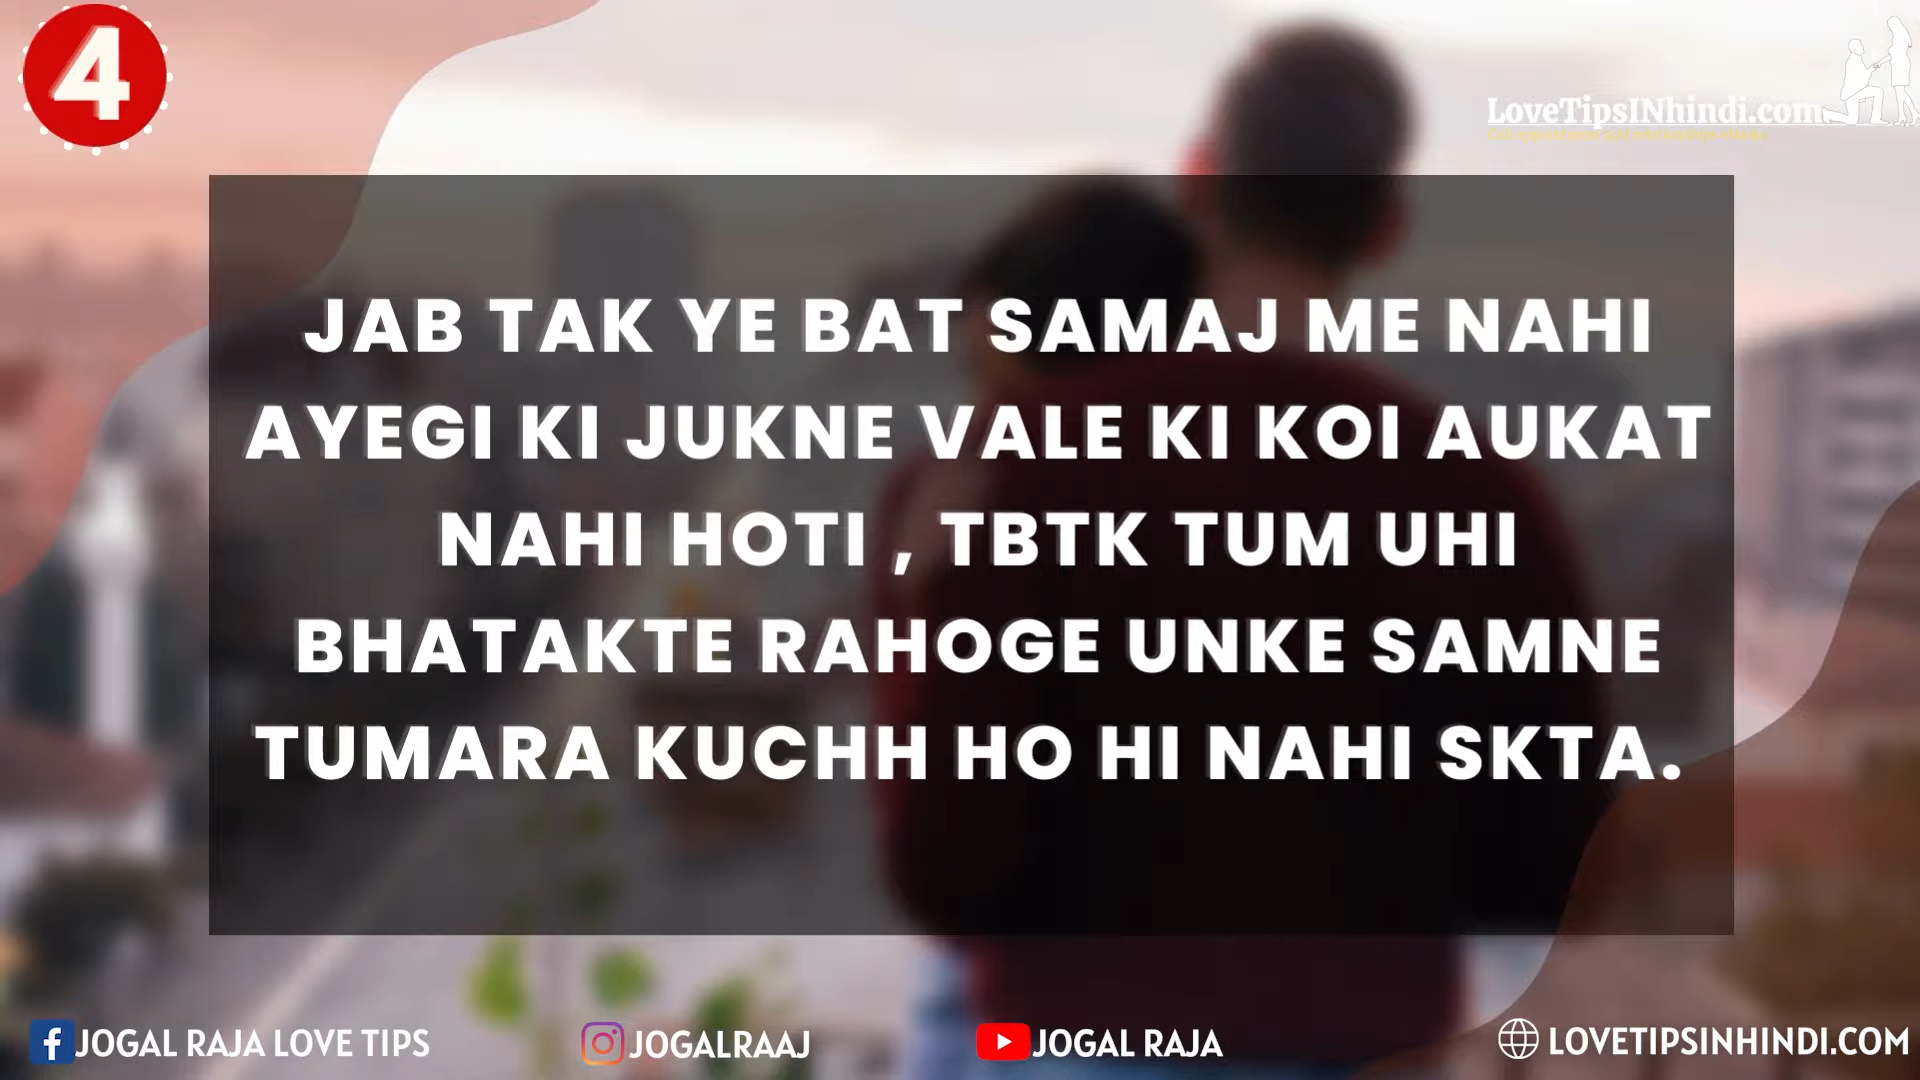 4
LoveTipsINhindi.com
JAB TAK YE BAT SAMAJ ME NAHI
AYEGI KI JUKNE VALE KI KOI AUKAT
NAHI HOTI , TBTK TUM UHI
BHATAKTE RAHOGE UNKE SAMNE
TUMARA KUCHH HO HI NAHI SKTA.
JOGAL RAJA LOVE TIPS
JOGALRAAJ
JOGAL RAJA
LOVETIPSINHINDI.COM